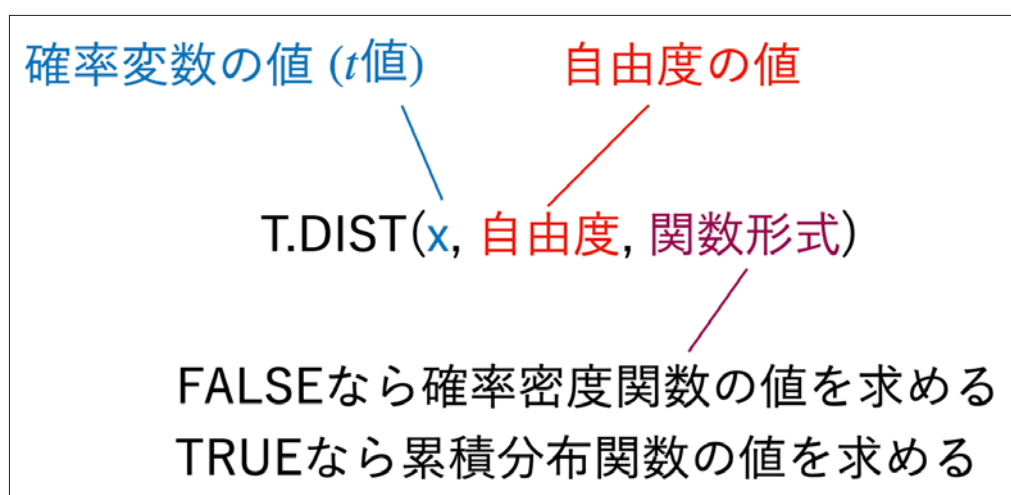 確率変数の値 (t値)
自由度の値
T.DIST(x, 自由度, 関数形式)
FALSEなら確率密度関数の値を求める
TRUEなら累積分布関数の値を求める